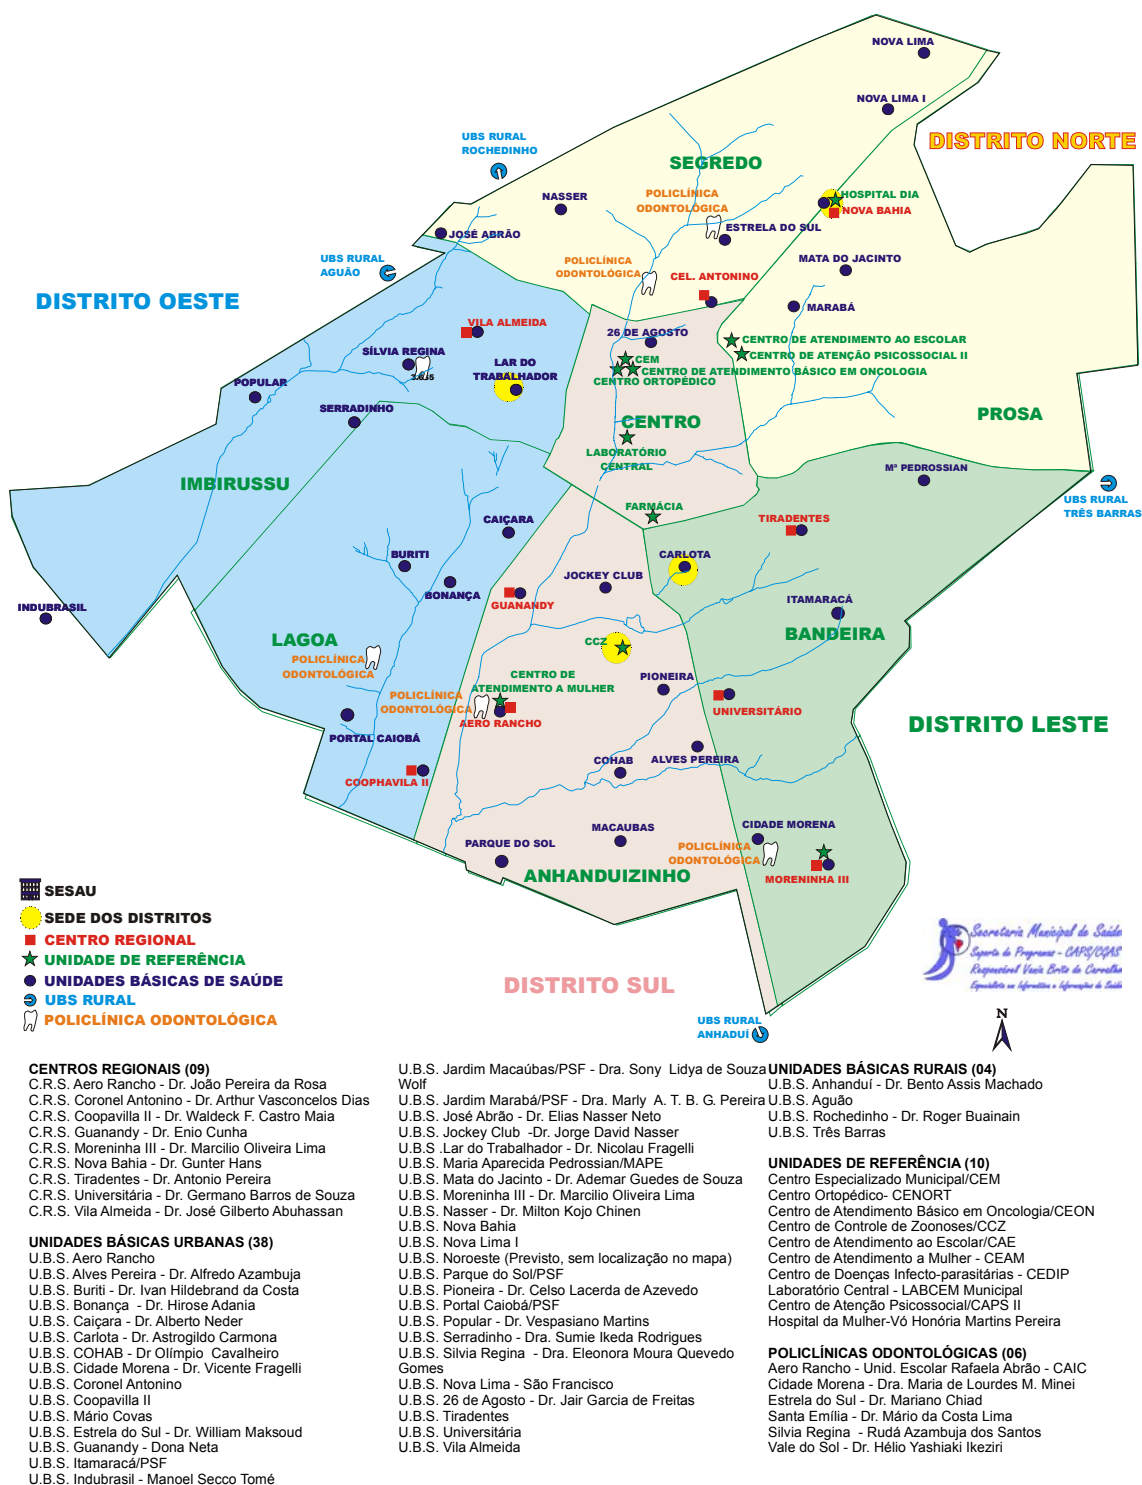 NOVA LIMA
NOVA LIMA I
DISTRITO NORTE
UBS RURAL
ROCHEDINHO
SEGREDO
POLICLÍNICA
ODONTOLÓGICA
HOSPITAL DIA
NOVA BAHIA
NASSER
ESTRELA DO SUL
JOSÉ ABRÃO
UBS RURAL
AGUÃO
POLICLÍNICA
ODONTOLÓGICA
CEL. ANTONINO
MATA DO JACINTO
DISTRITO OESTE
MARABÁ
VILA ALMEIDA
26 DE AGOSTO
CENTRO DE ATENDIMENTO AO ESCOLAR
SÍLVIA REGINA
CENTRO DE ATENÇÃO PSICOSSOCIAL II
LAR DO
TRABALHADOR
CEM
CENTRO DE ATENDIMENTO BÁSICO EM ONCOLOGIA
CENTRO ORTOPÉDICO
POPULAR
SERRADINHO
CENTRO
PROSA
LABORATÓRIO
CENTRAL
Mª PEDROSSIAN
IMBIRUSSU
UBS RURAL
TRÊS BARRAS
FARMÁCIA
CAIÇARA
TIRADENTES
BURITI
CARLOTA
JOCKEY CLUB
BONANÇA
GUANANDY
ITAMARACÁ
INDUBRASIL
BANDEIRA
LAGOA
CCZ
POLICLÍNICA
ODONTOLÓGICA
CENTRO DE
ATENDIMENTO A MULHER
PIONEIRA
POLICLÍNICA
ODONTOLÓGICA
AERO RANCHO
UNIVERSITÁRIO
DISTRITO LESTE
PORTAL CAIOBÁ
COHAB
ALVES PEREIRA
COOPHAVILA II
MACAUBAS
CIDADE MORENA
PARQUE DO SOL
POLICLÍNICA
ODONTOLÓGICA
ANHANDUIZINHO
MORENINHA III
SESAU
SEDE DOS DISTRITOS
CENTRO REGIONAL
UNIDADE DE REFERÊNCIA
UNIDADES BÁSICAS DE SAÚDE
UBS RURAL
POLICLÍNICA ODONTOLÓGICA
DISTRITO SUL
Secretaria Municipal de Saúde
Suporte de Programas - CAPS/CGAS
Responsável Vania Brito de Carvalho
Especialista em Informática e Informações de Saúde
UBS RURAL
ANHADUÍ
N
CENTROS REGIONAIS (09)
C.R.S. Aero Rancho - Dr. João Pereira da Rosa
C.R.S. Coronel Antonino - Dr. Arthur Vasconcelos Dias
C.R.S. Coopavilla II - Dr. Waldeck F. Castro Maia
C.R.S. Guanandy - Dr. Enio Cunha
C.R.S. Moreninha III - Dr. Marcilio Oliveira Lima
C.R.S. Nova Bahia - Dr. Gunter Hans
C.R.S. Tiradentes - Dr. Antonio Pereira
C.R.S. Universitária - Dr. Germano Barros de Souza
C.R.S. Vila Almeida - Dr. José Gilberto Abuhassan
UNIDADES BÁSICAS URBANAS (38)
U.B.S. Aero Rancho
U.B.S. Alves Pereira - Dr. Alfredo Azambuja
U.B.S. Buriti - Dr. Ivan Hildebrand da Costa
U.B.S. Bonança - Dr. Hirose Adania
U.B.S. Caiçara - Dr. Alberto Neder
U.B.S. Carlota - Dr. Astrogildo Carmona
U.B.S. COHAB - Dr Olímpio Cavalheiro
U.B.S. Cidade Morena - Dr. Vicente Fragelli
U.B.S. Coronel Antonino
U.B.S. Coopavilla II
U.B.S. Mário Covas
U.B.S. Estrela do Sul - Dr. William Maksoud
U.B.S. Guanandy - Dona Neta
U.B.S. Itamaracá/PSF
U.B.S. Indubrasil - Manoel Secco Tomé
U.B.S. Jardim Macaúbas/PSF - Dra. Sony Lidya de Souza
Wolf
U.B.S. Jardim Marabá/PSF - Dra. Marly A. T. B. G. Pereira
U.B.S. José Abrão - Dr. Elias Nasser Neto
U.B.S. Jockey Club -Dr. Jorge David Nasser
U.B.S .Lar do Trabalhador - Dr. Nicolau Fragelli
U.B.S. Maria Aparecida Pedrossian/MAPE
U.B.S. Mata do Jacinto - Dr. Ademar Guedes de Souza
U.B.S. Moreninha III - Dr. Marcilio Oliveira Lima
U.B.S. Nasser - Dr. Milton Kojo Chinen
U.B.S. Nova Bahia
U.B.S. Nova Lima I
U.B.S. Noroeste (Previsto, sem localização no mapa)
U.B.S. Parque do Sol/PSF
U.B.S. Pioneira - Dr. Celso Lacerda de Azevedo
U.B.S. Portal Caiobá/PSF
U.B.S. Popular - Dr. Vespasiano Martins
U.B.S. Serradinho - Dra. Sumie Ikeda Rodrigues
U.B.S. Silvia Regina - Dra. Eleonora Moura Quevedo
Gomes
U.B.S. Nova Lima - São Francisco
U.B.S. 26 de Agosto - Dr. Jair Garcia de Freitas
U.B.S. Tiradentes
U.B.S. Universitária
U.B.S. Vila Almeida
UNIDADES BÁSICAS RURAIS (04)
U.B.S. Anhanduí - Dr. Bento Assis Machado
U.B.S. Aguão
U.B.S. Rochedinho - Dr. Roger Buainain
U.B.S. Três Barras
UNIDADES DE REFERÊNCIA (10)
Centro Especializado Municipal/CEM
Centro Ortopédico- CENORT
Centro de Atendimento Básico em Oncologia/CEON
Centro de Controle de Zoonoses/CCZ
Centro de Atendimento ao Escolar/CAE
Centro de Atendimento a Mulher - CEAM
Centro de Doenças Infecto-parasitárias - CEDIP
Laboratório Central - LABCEM Municipal
Centro de Atenção Psicossocial/CAPS II
Hospital da Mulher-Vó Honória Martins Pereira
POLICLÍNICAS ODONTOLÓGICAS (06)
Aero Rancho - Unid. Escolar Rafaela Abrão - CAIC
Cidade Morena - Dra. Maria de Lourdes M. Minei
Estrela do Sul - Dr. Mariano Chiad
Santa Emília - Dr. Mário da Costa Lima
Silvia Regina - Rudá Azambuja dos Santos
Vale do Sol - Dr. Hélio Yashiaki Ikeziri